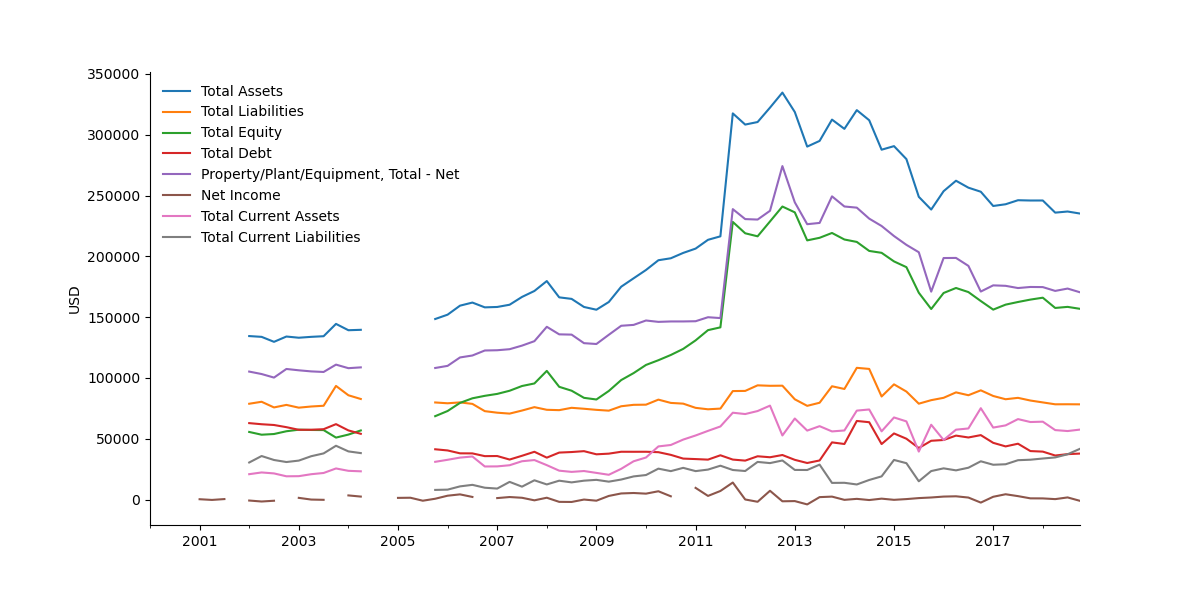 350000
300000
250000
200000
150000
100000
50000
0
USD
Total Assets
Total Liabilities
Total Equity
Total Debt
Property/Plant/Equipment, Total - Net
Net Income
Total Current Assets
Total Current Liabilities
2001 2003 2005 2007 2009 2011 2013 2015 2017